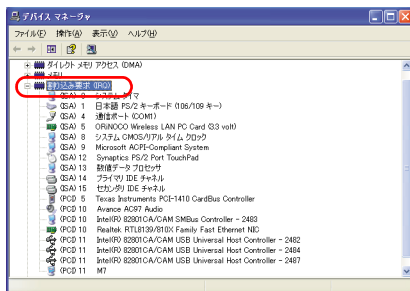 デバイス マネージャ
ファイル(F) 操作(A) 表示(V) ヘルプ(H)
ダイレクト メモリ アクセス (DMA)
メモリ
割り込み要求 (IRQ)
(ISA) 0 システム タイマ
(ISA) 1 日本語 PS/2 キーボード (106/109 キー)
(ISA) 4 通信ポート (COM1)
(ISA) 5 ORiNOCO Wireless LAN PC Card (3.3 volt)
(ISA) 8 システム CMOS/リアル タイム クロック
(ISA) 9 Microsoft ACPI-Compliant System
(ISA) 12 Synaptics PS/2 Port TouchPad
(ISA) 13 数値データ プロセッサ
(ISA) 14 プライマリ IDE チャネル
(ISA) 15 セカンダリ IDE チャネル
(PCI) 5 Texas Instruments PCI-1410 CardBus Controller
(PCI) 10 Avance AC97 Audio
(PCI) 10 Intel(R) 82801CA/CAM SMBus Controller - 2483
(PCI) 10 Realtek RTL8139/810X Family Fast Ethernet NIC
(PCI) 11 Intel(R) 82801CA/CAM USB Universal Host Controller - 2482
(PCI) 11 Intel(R) 82801CA/CAM USB Universal Host Controller - 2484
(PCI) 11 Intel(R) 82801CA/CAM USB Universal Host Controller - 2487
(PCI) 11 M7